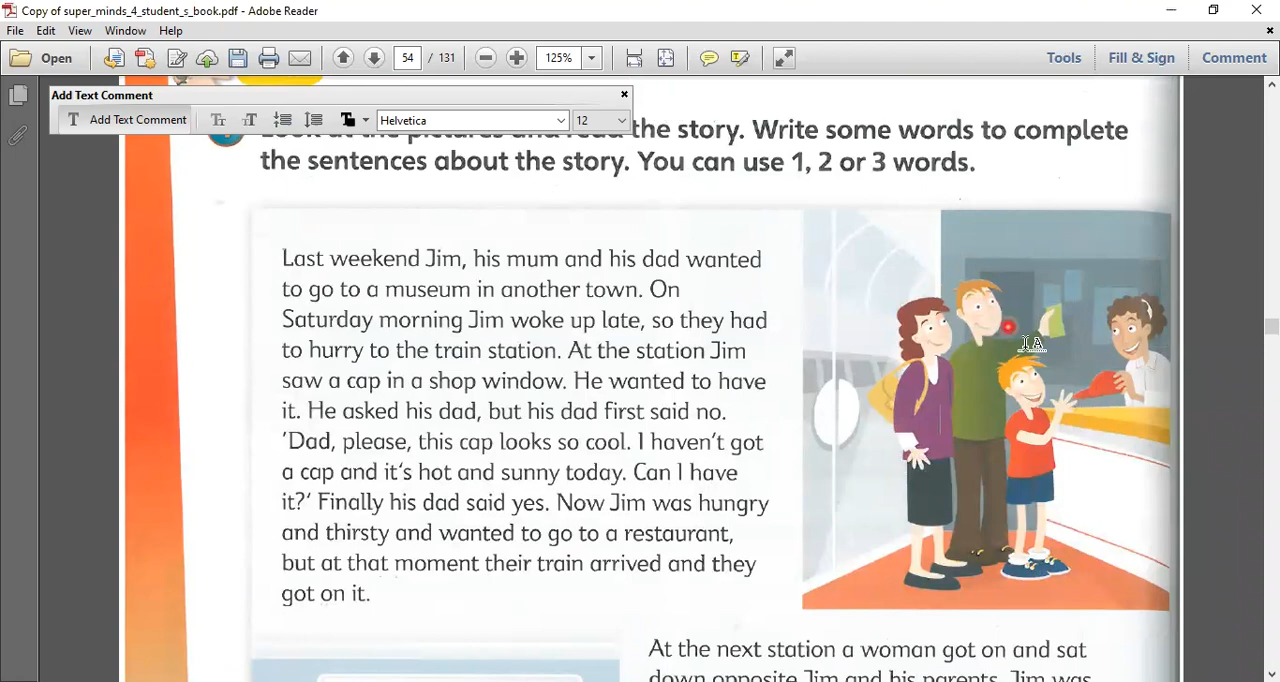 Copy of super_minds_4_student_s_book.pdf - Adobe Reader
File Edit View Window Help
Open 54 / 131 125% Tools Fill & Sign Comment
Add Text Comment
T Add Text Comment Helvetica 12
the story. Write some words to complete
the sentences about the story. You can use 1, 2 or 3 words.
Last weekend Jim, his mum and his dad wanted
to go to a museum in another town. On
Saturday morning Jim woke up late, so they had
to hurry to the train station. At the station Jim
saw a cap in a shop window. He wanted to have
it. He asked his dad, but his dad first said no.
'Dad, please, this cap looks so cool. I haven't got
a cap and it's hot and sunny today. Can I have
it?' Finally his dad said yes. Now Jim was hungry
and thirsty and wanted to go to a restaurant,
but at that moment their train arrived and they
got on it.
At the next station a woman got on and sat
down opposite Jim and his parents. Jim was